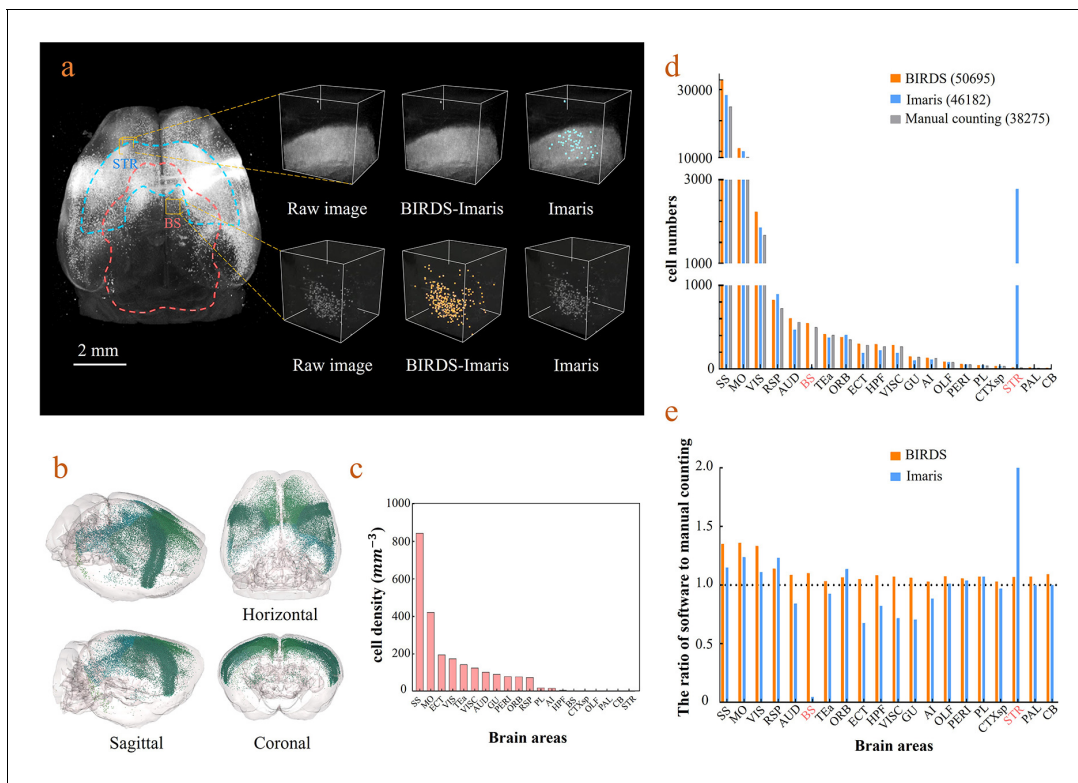 a
STR
BS
2 mm
Raw image
BIRDS-Imaris
Imaris
Raw image
BIRDS-Imaris
Imaris
b
Horizontal
Sagittal
Coronal
c
cell density (mm⁻³)
1000
800
600
400
200
0
SS MO ECT VIS TEa VISC AUD GU PERI ORB RSP PL AI HPF BS CTXsp OLF PAL CB STR
Brain areas
d
BIRDS (50695)
Imaris (46182)
Manual counting (38275)
cell numbers
30000
10000
3000
1000
1000
0
SS MO VIS RSP AUD BS TEa ORB ECT HPF VISC GU AI OLF PERI PL CTXsp STR PAL CB
e
BIRDS
Imaris
The ratio of software to manual counting
2.0
1.5
1.0
0.5
0
SS MO VIS RSP AUD BS TEa ORB ECT HPF VISC GU AI OLF PERI PL CTXsp STR PAL CB
Brain areas